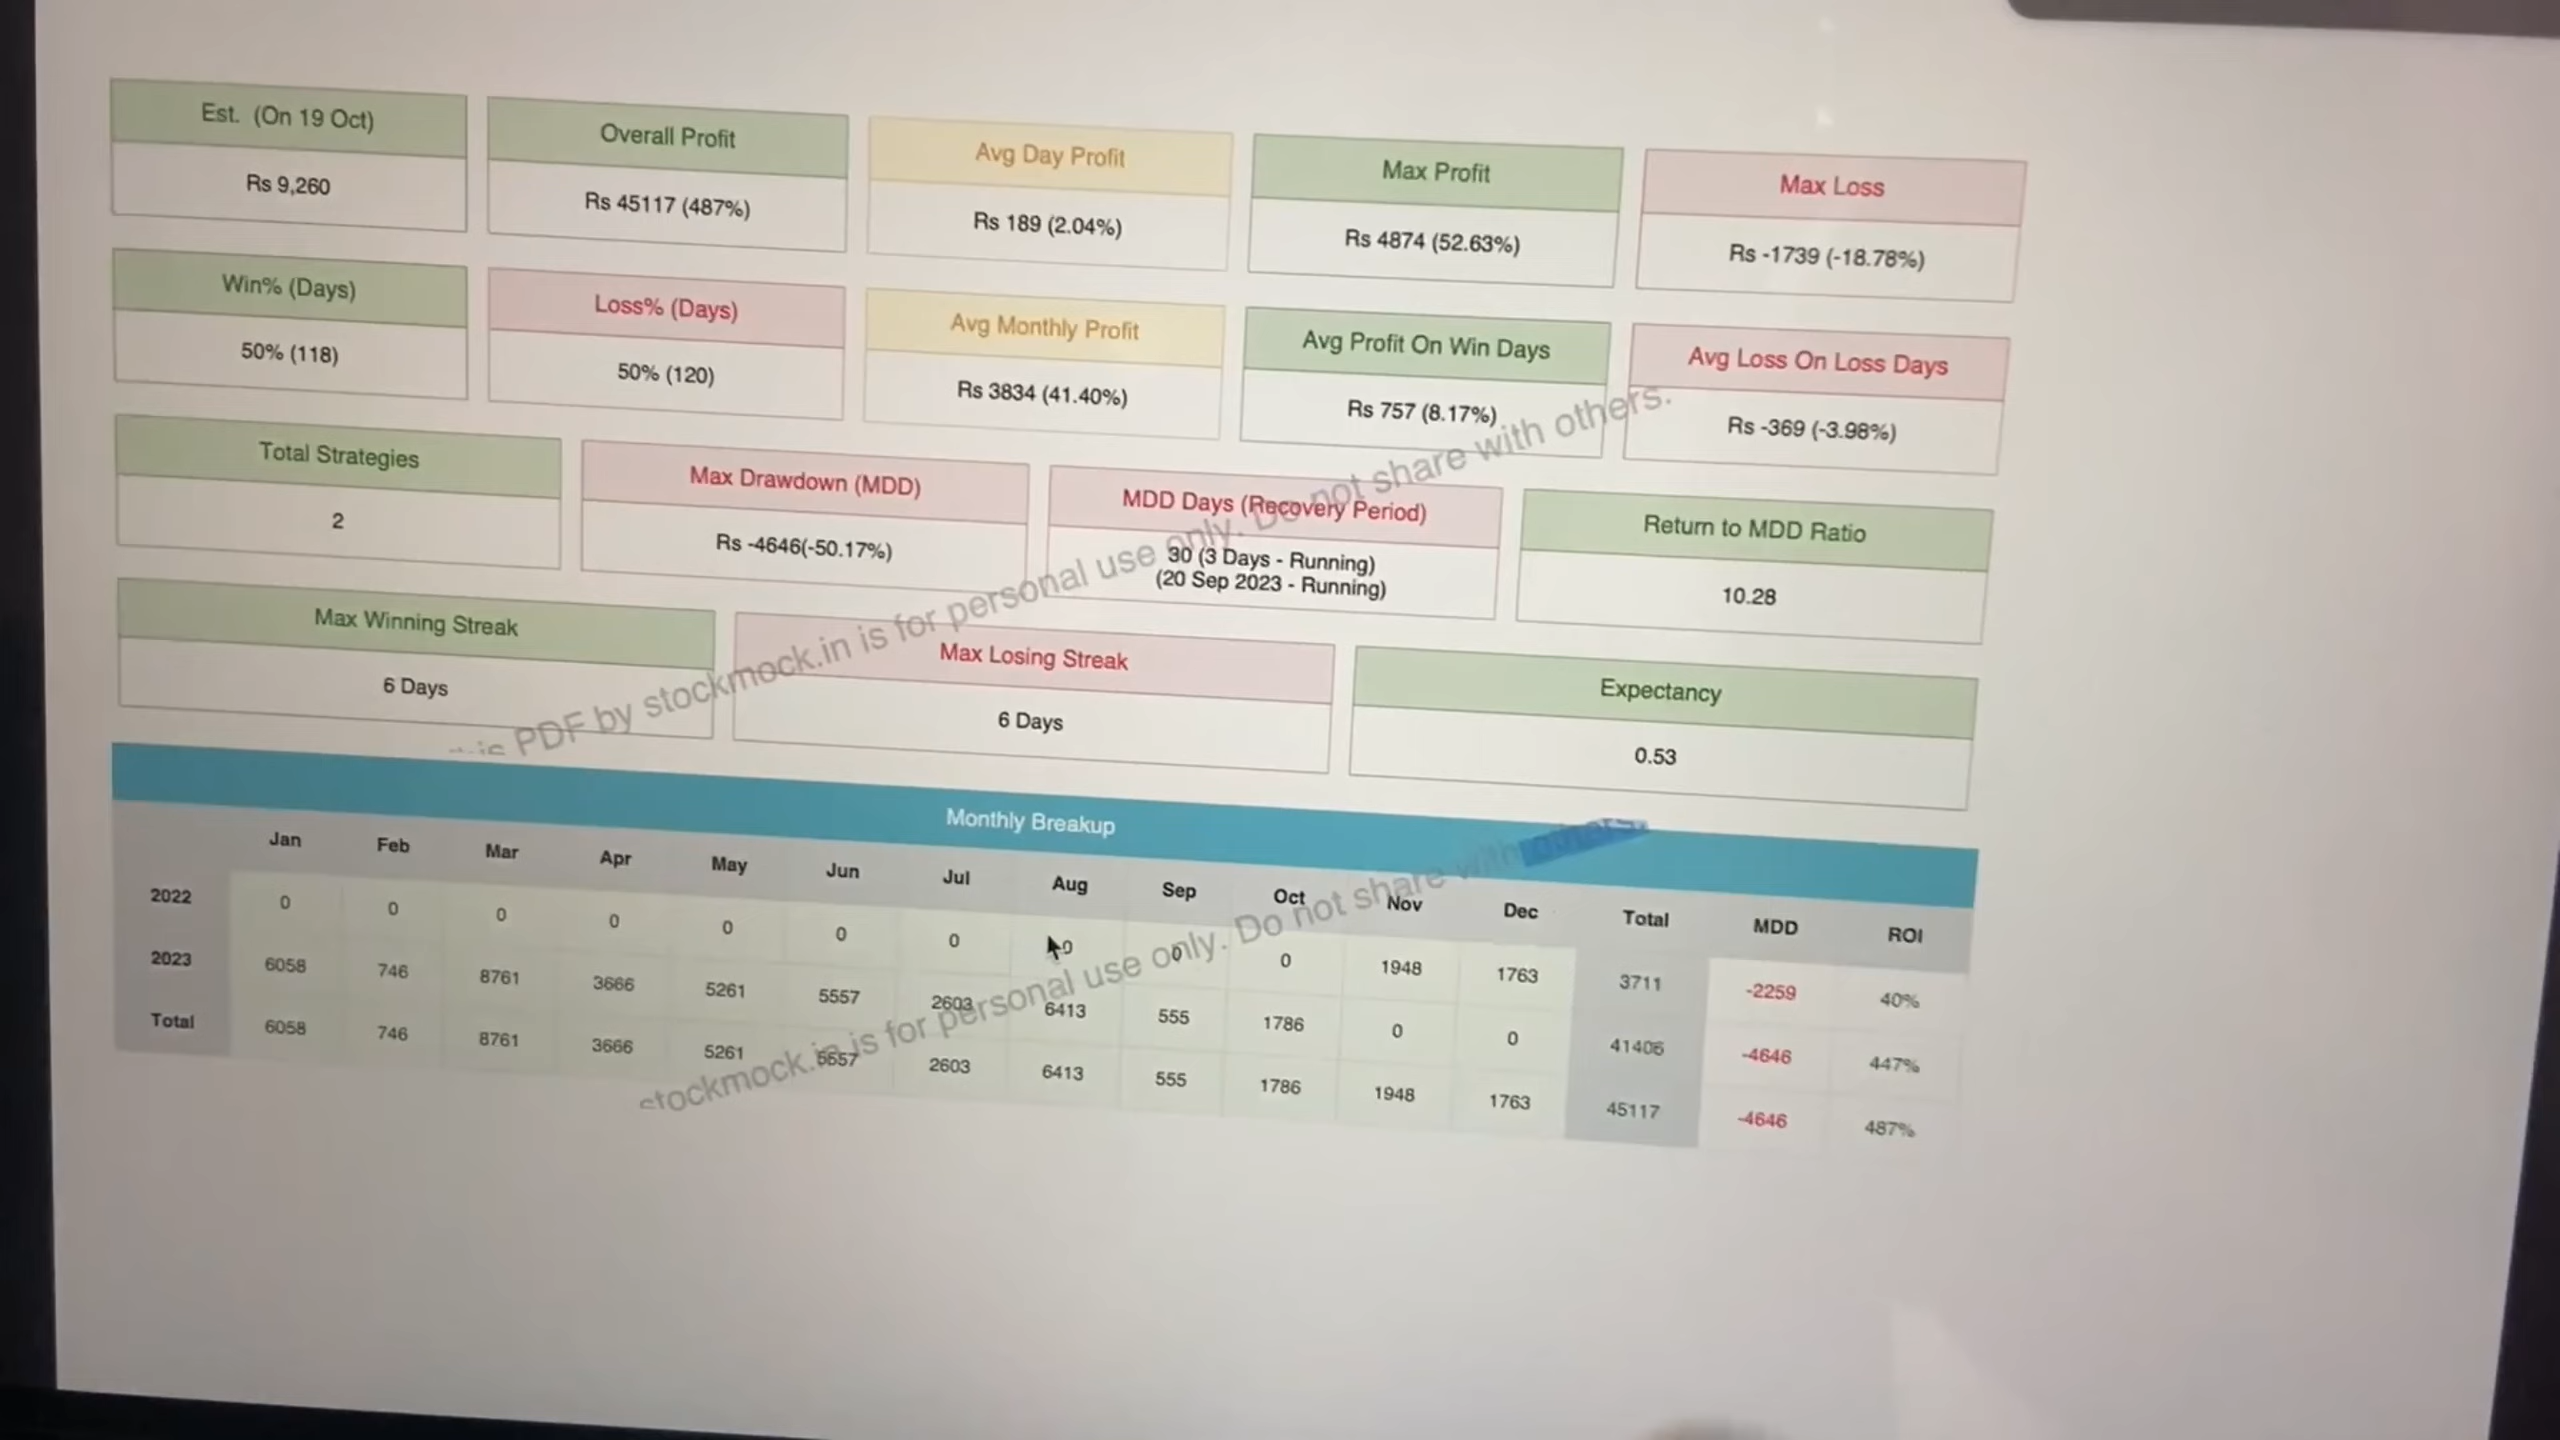 Est. (On 19 Oct)
Rs 9,260
Overall Profit
Rs 45117 (487%)
Avg Day Profit
Rs 189 (2.04%)
Max Profit
Rs 4874 (52.63%)
Max Loss
Rs -1739 (-18.78%)
Win% (Days)
50% (118)
Loss% (Days)
50% (120)
Avg Monthly Profit
Rs 3834 (41.40%)
Avg Profit On Win Days
Rs 757 (8.17%)
Avg Loss On Loss Days
Rs -369 (-3.98%)
Total Strategies
2
Max Drawdown (MDD)
Rs -4646(-50.17%)
MDD Days (Recovery Period)
30 (3 Days - Running)
(20 Sep 2023 - Running)
Return to MDD Ratio
10.28
Max Winning Streak
6 Days
Max Losing Streak
6 Days
Expectancy
0.53
PDF by stockmock.in is for personal use only. Do not share with others.
Monthly Breakup
Jan Feb Mar Apr May Jun Jul Aug Sep Oct Nov Dec Total MDD ROI
2022 0 0 0 0 0 0 0 0 0 0 1948 1763 3711 -2259 40%
2023 6058 746 8761 3666 5261 5557 2603 6413 555 1786 0 0 41406 -4646 447%
Total 6058 746 8761 3666 5261 5557 2603 6413 555 1786 1948 1763 45117 -4646 487%
stockmock.in is for personal use only. Do not share with others.